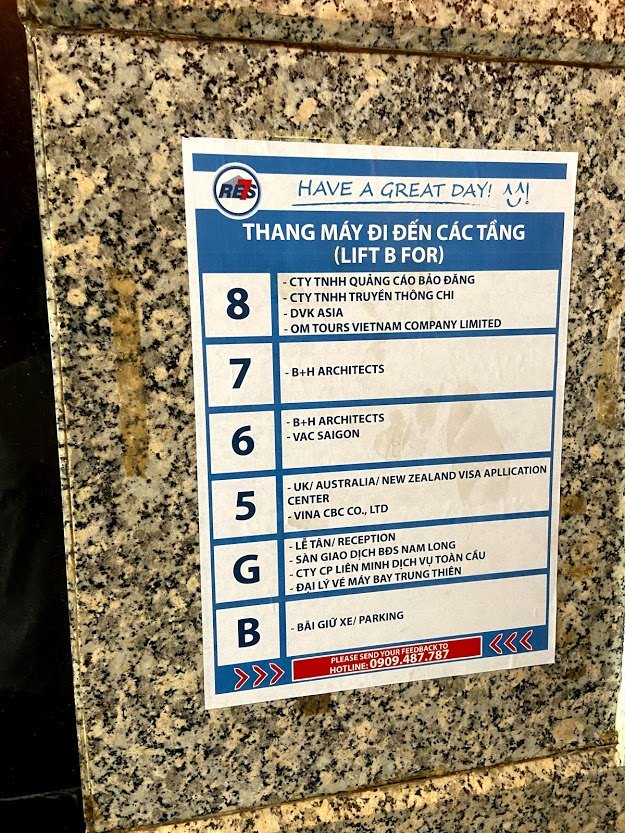 RES
HAVE A GREAT DAY!
THANG MÁY ĐI ĐẾN CÁC TẦNG
(LIFT B FOR)
8
- CTY TNHH QUẢNG CÁO BẢO ĐĂNG
- CTY TNHH TRUYỀN THÔNG CHI
- DVK ASIA
- OM TOURS VIETNAM COMPANY LIMITED
7
- B+H ARCHITECTS
6
- B+H ARCHITECTS
- VAC SAIGON
5
- UK/ AUSTRALIA/ NEW ZEALAND VISA APLLICATION
CENTER
- VINA CBC CO., LTD
G
- LỄ TÂN/ RECEPTION
- SÀN GIAO DỊCH BĐS NAM LONG
- CTY CP LIÊN MINH DỊCH VỤ TOÀN CẦU
- ĐẠI LÝ VÉ MÁY BAY TRUNG THIÊN
B
- BÃI GIỮ XE/ PARKING
>>> PLEASE SEND YOUR FEEDBACK TO <<<
HOTLINE: 0909.487.787